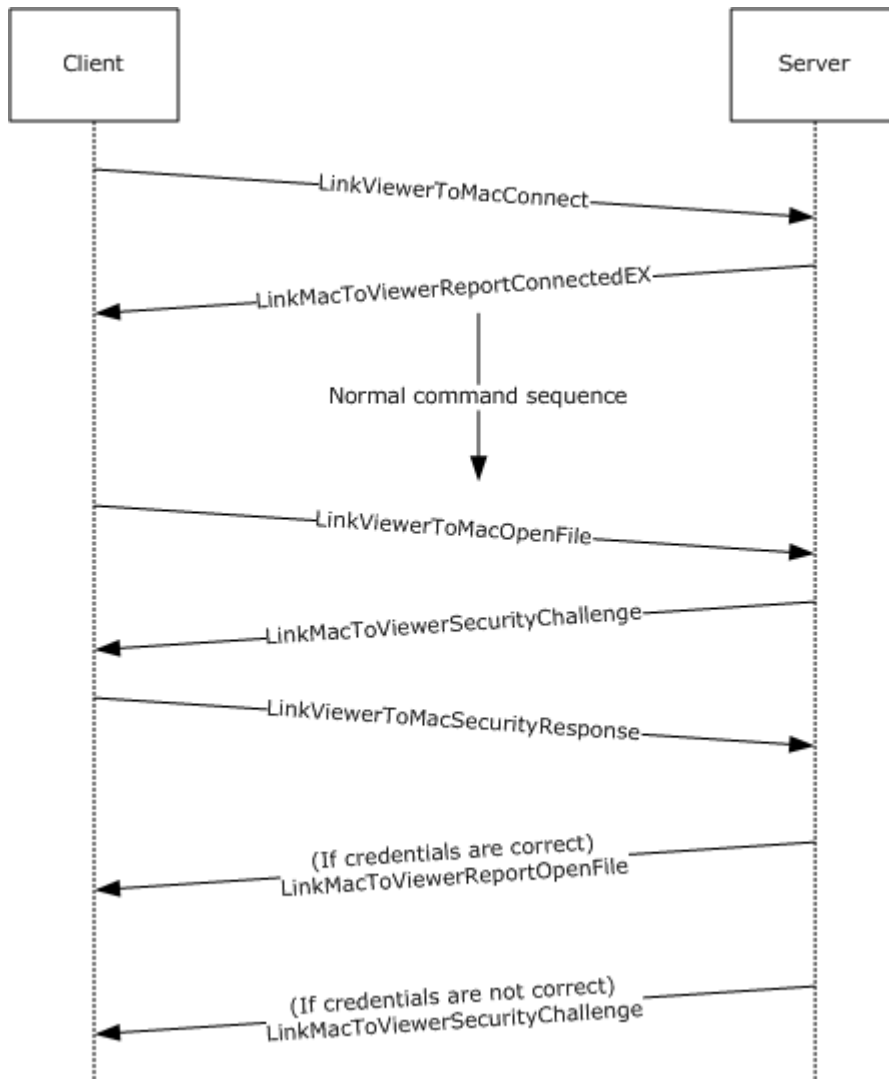 Client
Server
LinkViewerToMacConnect
LinkMacToViewerReportConnectedEX
Normal command sequence
LinkViewerToMacOpenFile
LinkMacToViewerSecurityChallenge
LinkViewerToMacSecurityResponse
(If credentials are correct)
LinkMacToViewerReportOpenFile
(If credentials are not correct)
LinkMacToViewerSecurityChallenge